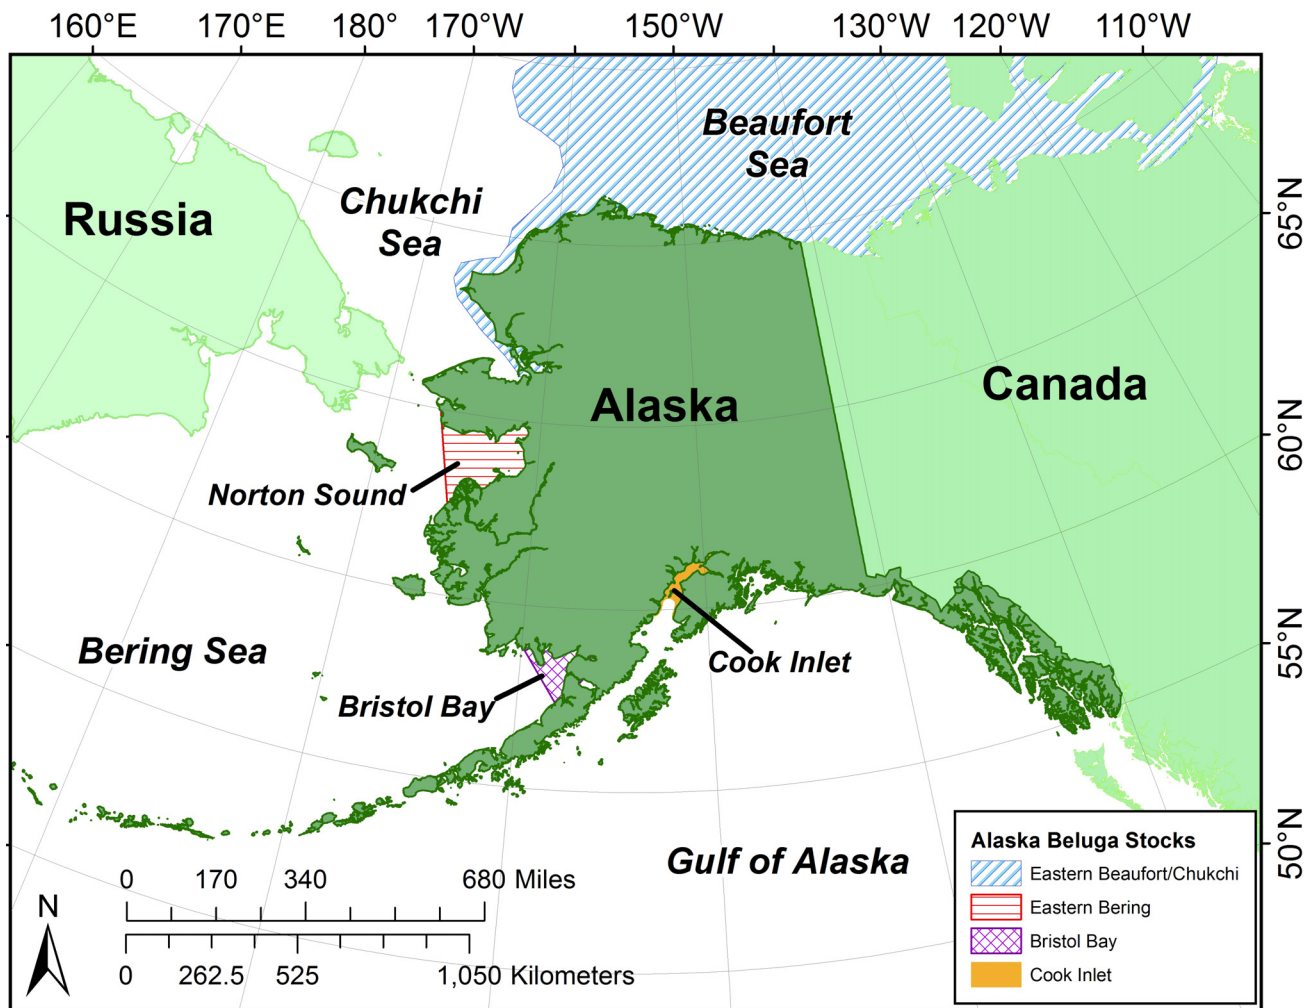 160°E 170°E 180° 170°W 150°W 130°W 120°W 110°W
Beaufort
Sea
Chukchi
Sea
Russia
65°N
Canada
Alaska
60°N
Norton Sound
Bering Sea
Cook Inlet
55°N
Bristol Bay
Gulf of Alaska
50°N
Alaska Beluga Stocks
Eastern Beaufort/Chukchi
Eastern Bering
Bristol Bay
Cook Inlet
0 170 340 680 Miles
N
0 262.5 525 1,050 Kilometers